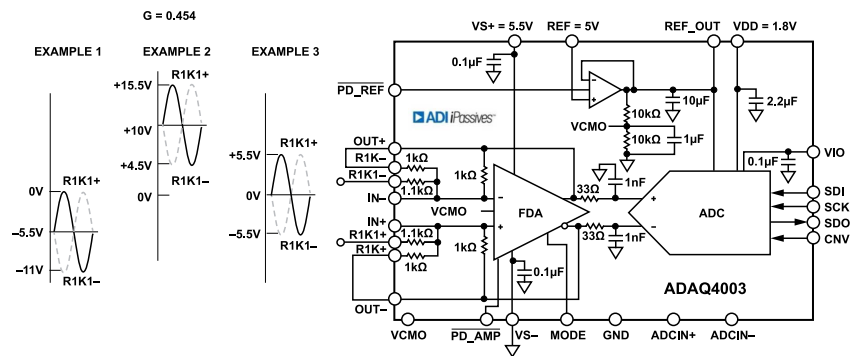 G = 0.454
EXAMPLE 1
EXAMPLE 2
EXAMPLE 3
R1K1+
0V
–5.5V
–11V
R1K1–
R1K1+
+15.5V
+10V
+4.5V
R1K1–
0V
R1K1+
+5.5V
0V
–5.5V
R1K1–
VS+ = 5.5V
REF = 5V
REF_OUT
VDD = 1.8V
0.1µF
PD_REF
ADI iPassives™
10kΩ
VCMO
10kΩ
10µF
1µF
2.2µF
OUT+
R1K–
R1K1–
IN–
IN+
R1K1+
R1K+
OUT–
1kΩ
1.1kΩ
1kΩ
VCMO
1.1kΩ
1kΩ
1kΩ
FDA
0.1µF
33Ω
1nF
33Ω
1nF
ADC
0.1µF
VIO
SDI
SCK
SDO
CNV
ADAQ4003
VCMO
PD_AMP
VS–
MODE
GND
ADCIN+
ADCIN–